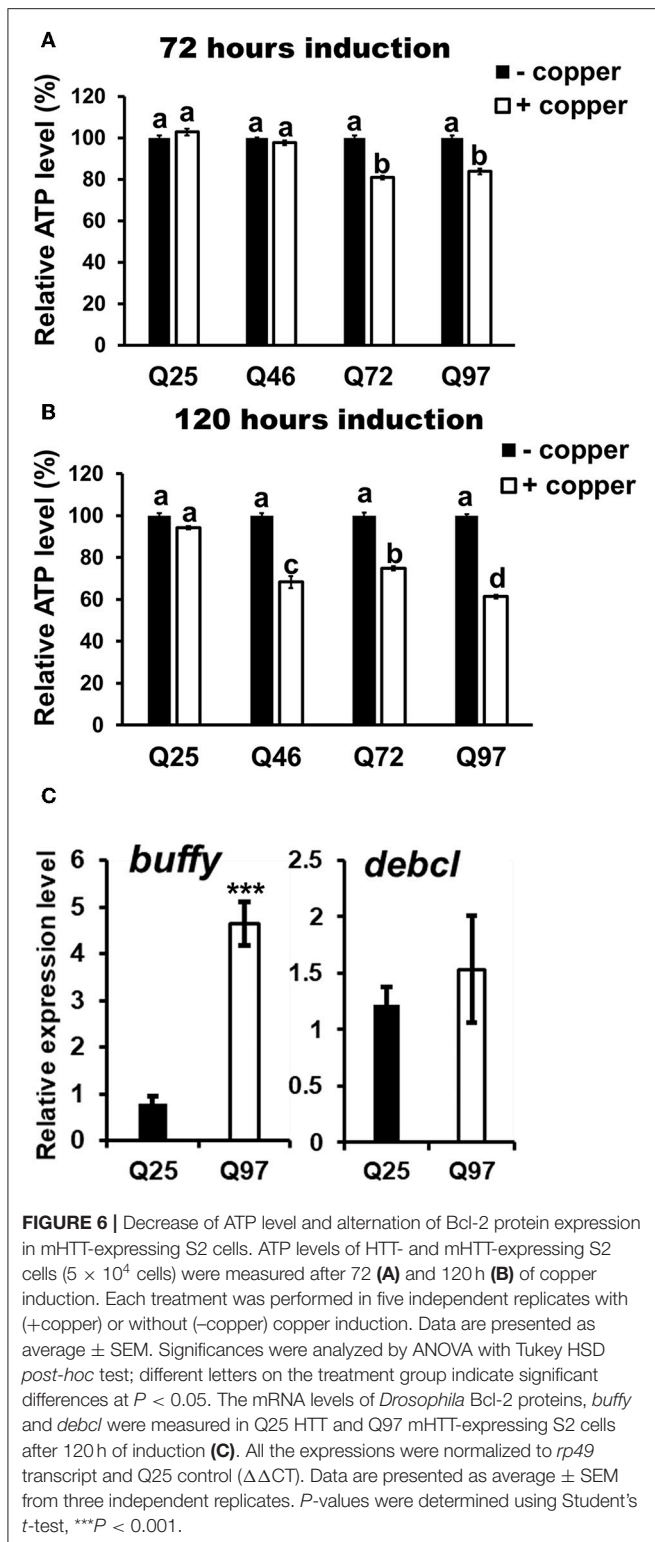 A
72 hours induction
- copper
+ copper
Relative ATP level (%)
120
100
80
60
40
20
0
a a a a a b a b
Q25 Q46 Q72 Q97
B
120 hours induction
- copper
+ copper
Relative ATP level (%)
120
100
80
60
40
20
0
a a a c a b a d
Q25 Q46 Q72 Q97
C
buffy
Relative expression level
6
5
4
3
2
1
0
***
Q25 Q97
debcl
2.5
2
1.5
1
0.5
0
Q25 Q97
FIGURE 6 | Decrease of ATP level and alternation of Bcl-2 protein expression
in mHTT-expressing S2 cells. ATP levels of HTT- and mHTT-expressing S2
cells (5 × 10⁴ cells) were measured after 72 (A) and 120 h (B) of copper
induction. Each treatment was performed in five independent replicates with
(+copper) or without (–copper) copper induction. Data are presented as
average ± SEM. Significances were analyzed by ANOVA with Tukey HSD
post-hoc test; different letters on the treatment group indicate significant
differences at P < 0.05. The mRNA levels of Drosophila Bcl-2 proteins, buffy
and debcl were measured in Q25 HTT and Q97 mHTT-expressing S2 cells
after 120 h of induction (C). All the expressions were normalized to rp49
transcript and Q25 control (ΔΔCT). Data are presented as average ± SEM
from three independent replicates. P-values were determined using Student's
t-test, ***P < 0.001.